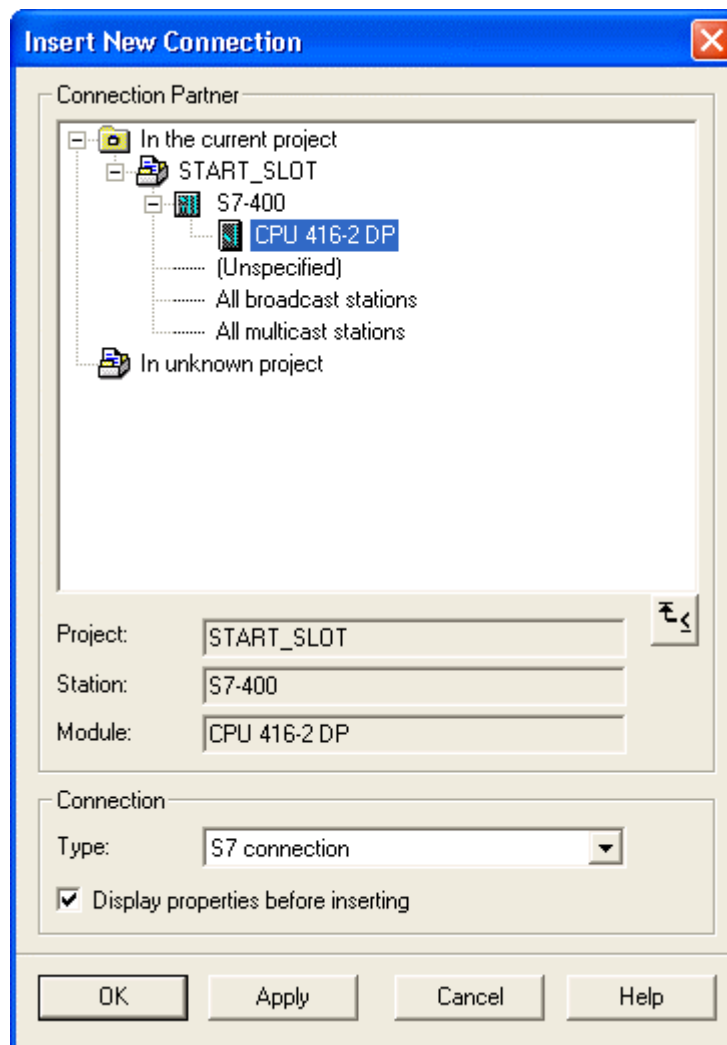 Insert New Connection
Connection Partner
In the current project
START_SLOT
S7-400
CPU 416-2 DP
(Unspecified)
All broadcast stations
All multicast stations
In unknown project
Project: START_SLOT
Station: S7-400
Module: CPU 416-2 DP
Connection
Type: S7 connection
Display properties before inserting
OK Apply Cancel Help